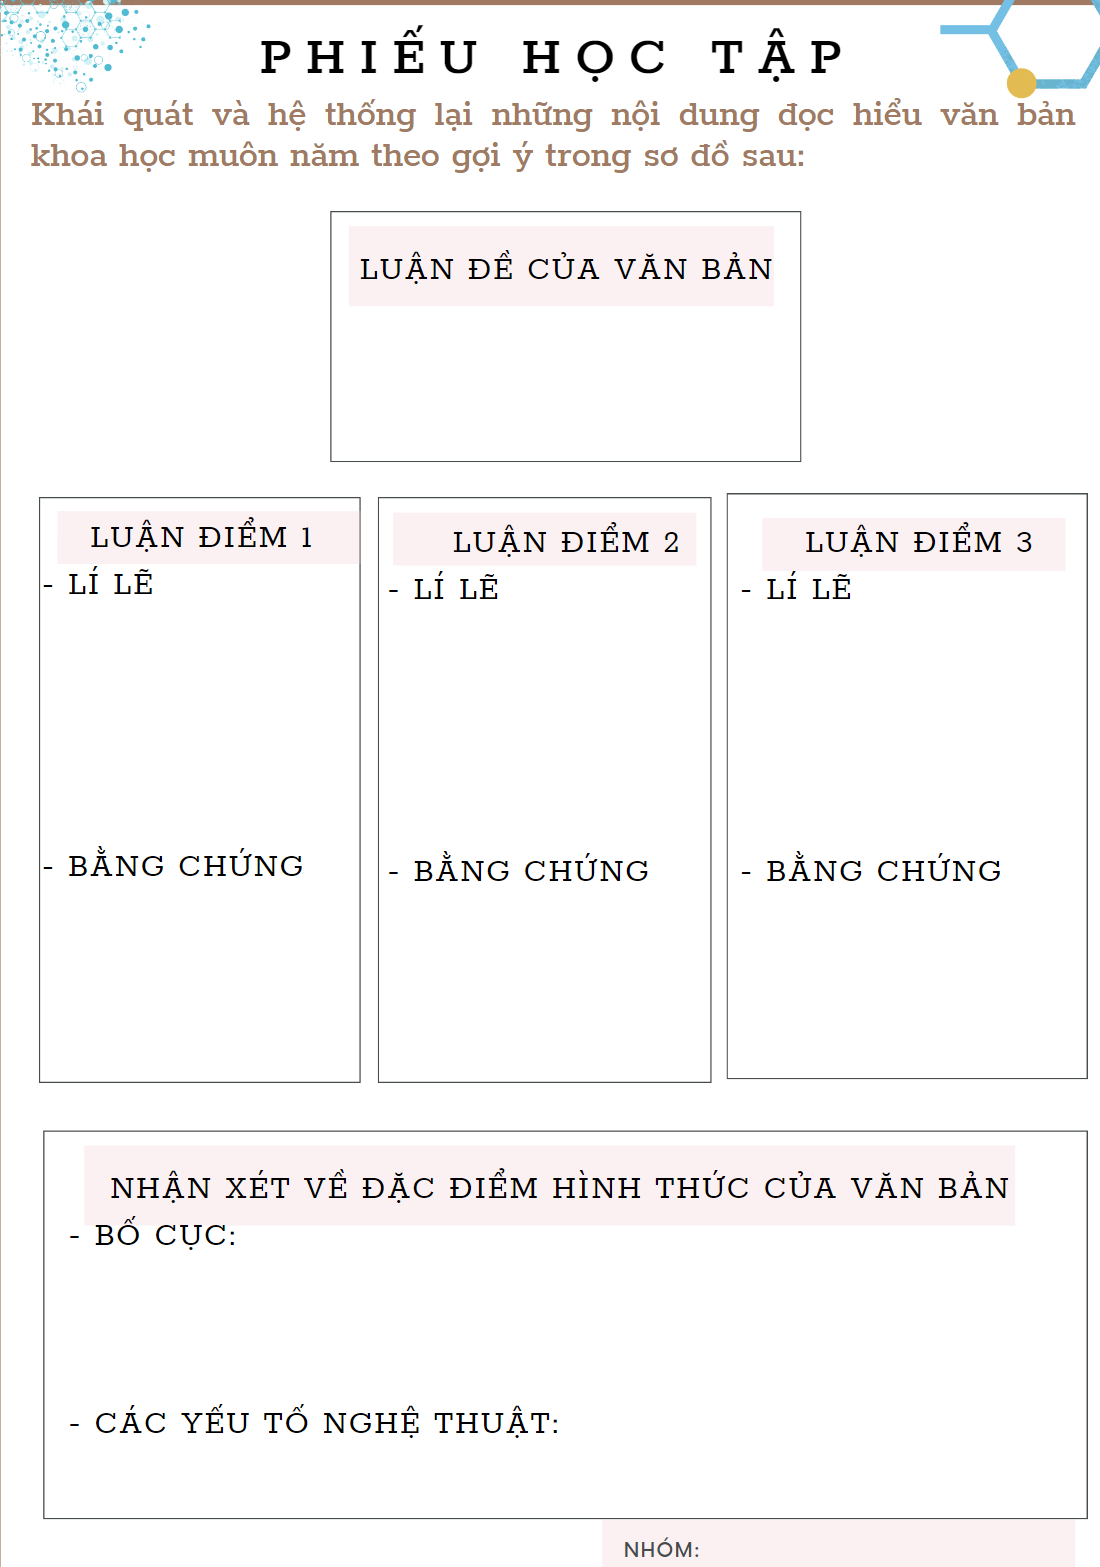 PHIẾU HỌC TẬP
Khái quát và hệ thống lại những nội dung đọc hiểu văn bản
khoa học muôn năm theo gợi ý trong sơ đồ sau:
LUẬN ĐỀ CỦA VĂN BẢN
LUẬN ĐIỂM 1
- LÍ LẼ
- BẰNG CHỨNG
LUẬN ĐIỂM 2
- LÍ LẼ
- BẰNG CHỨNG
LUẬN ĐIỂM 3
- LÍ LẼ
- BẰNG CHỨNG
NHẬN XÉT VỀ ĐẶC ĐIỂM HÌNH THỨC CỦA VĂN BẢN
- BỐ CỤC:
- CÁC YẾU TỐ NGHỆ THUẬT:
NHÓM: